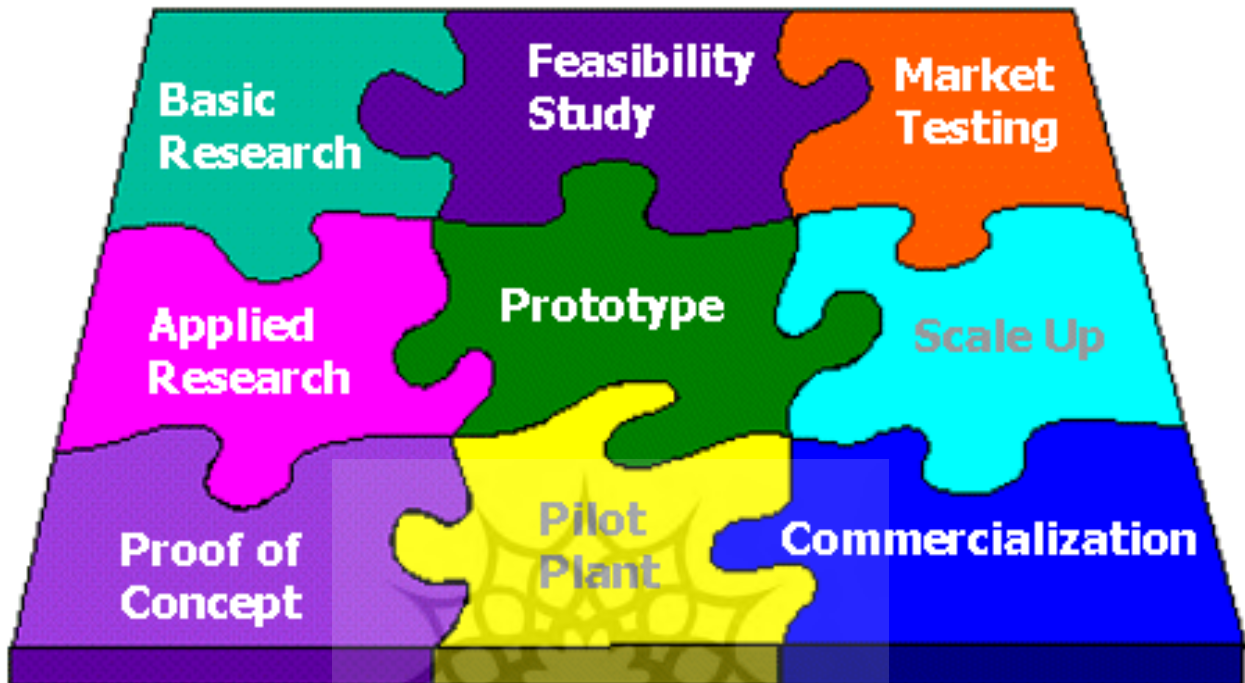 Basic
Research
Feasibility
Study
Market
Testing
Applied
Research
Prototype
Scale Up
Proof of
Concept
Pilot
Plant
Commercialization